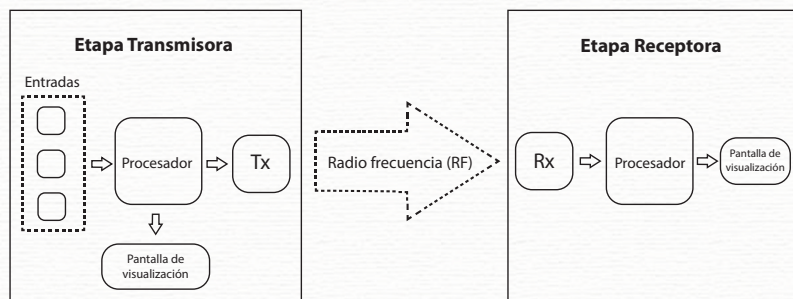 Etapa Transmisora
Entradas
Procesador
Tx
Pantalla de
visualización
Radio frecuencia (RF)
Etapa Receptora
Rx
Procesador
Pantalla de
visualización